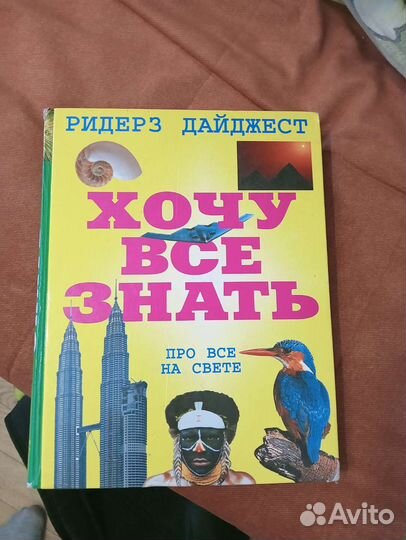 РИДЕРЗ ДАЙДЖЕСТ
ХОЧУ
ВСЕ
ЗНАТЬ
ПРО ВСЕ
НА СВЕТЕ
Avito